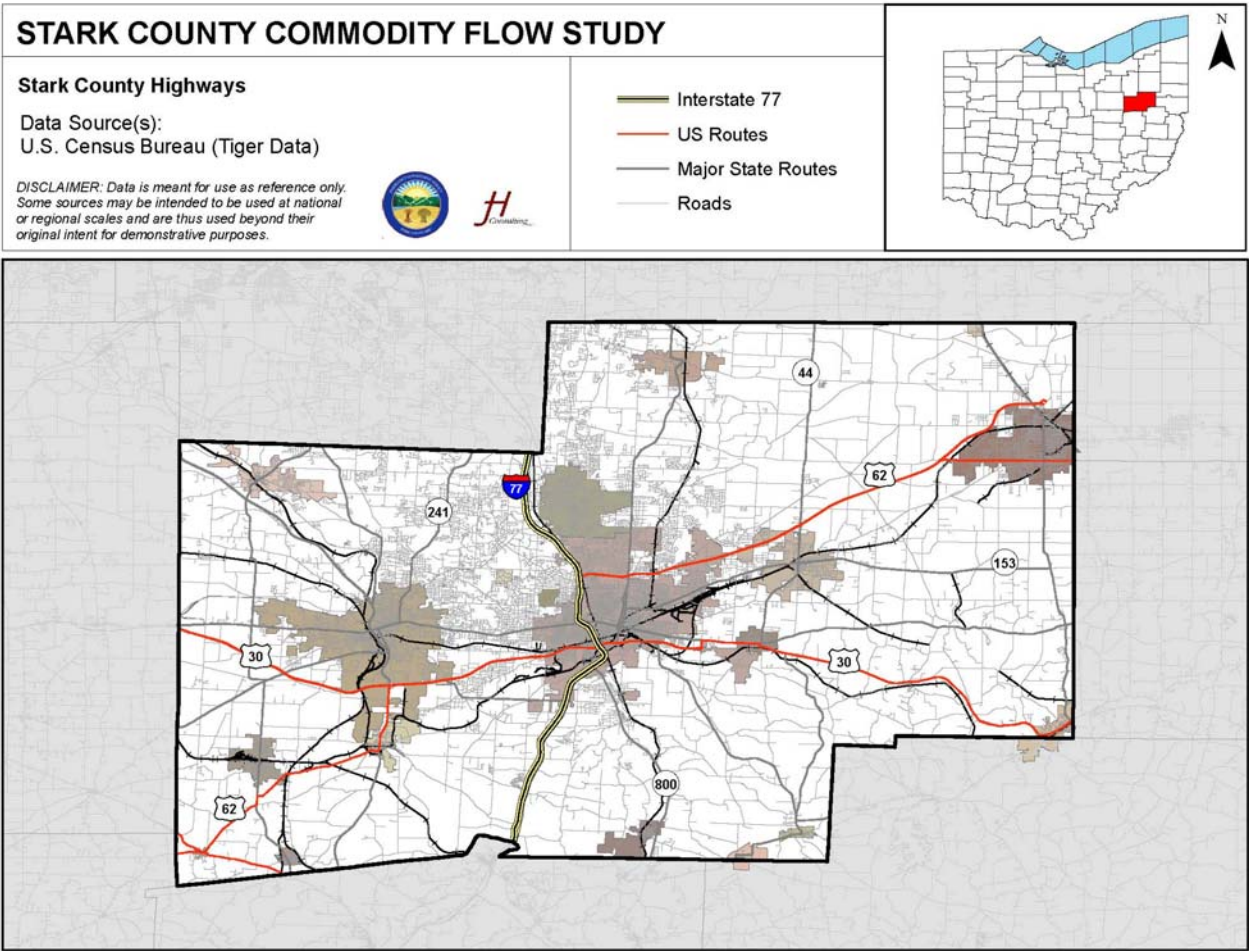 STARK COUNTY COMMODITY FLOW STUDY
Stark County Highways
Data Source(s):
U.S. Census Bureau (Tiger Data)
DISCLAIMER: Data is meant for use as reference only.
Some sources may be intended to be used at national
or regional scales and are thus used beyond their
original intent for demonstrative purposes.
JH
Consulting
Interstate 77
US Routes
Major State Routes
Roads
N
44
62
77
241
153
30
30
800
62